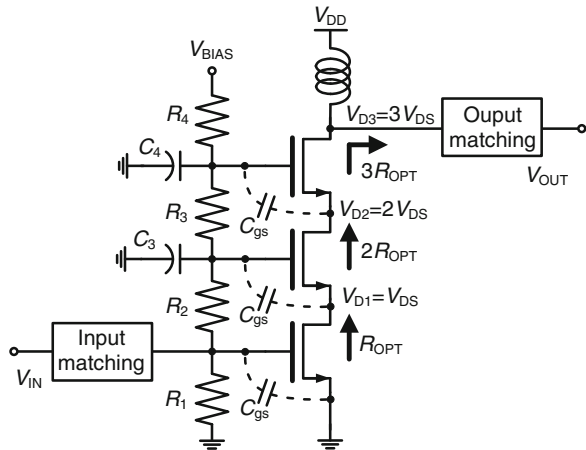 V_DD
V_BIAS
R_4
V_D3=3V_DS
Ouput
matching
C_4
3R_OPT
V_OUT
R_3
C_gs
V_D2=2V_DS
C_3
2R_OPT
R_2
C_gs
V_D1=V_DS
Input
matching
R_OPT
V_IN
R_1
C_gs